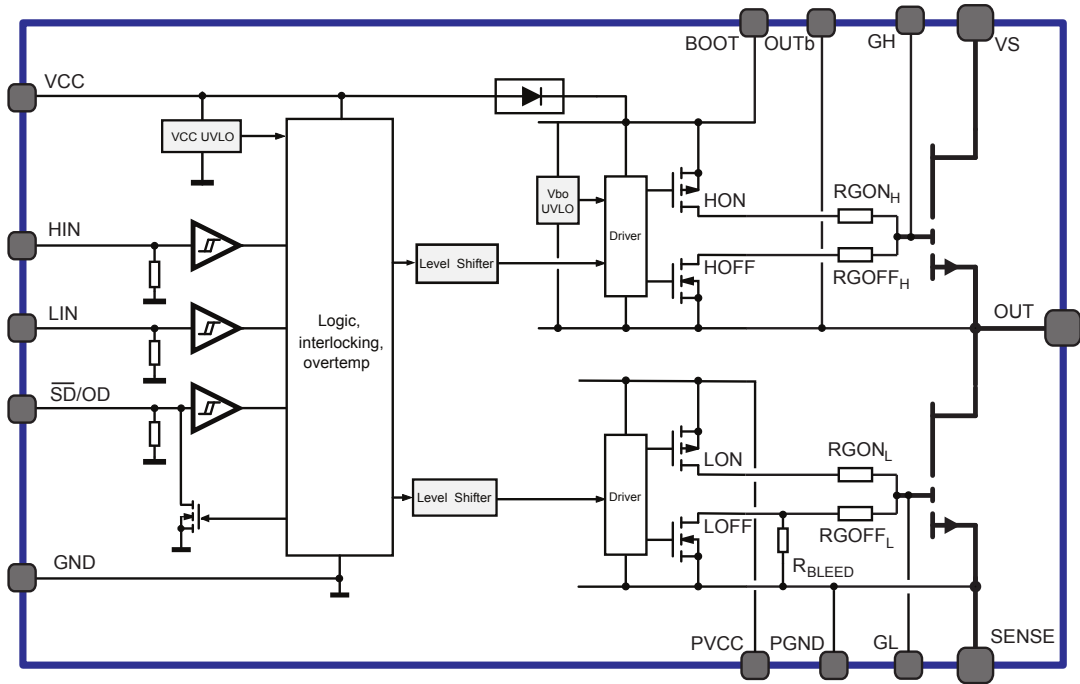 BOOT
OUTb
GH
VS
VCC
VCC UVLO
HIN
LIN
SD/OD
GND
Logic,
interlocking,
overtemp
Level Shifter
Level Shifter
Vbo
UVLO
Driver
HON
HOFF
RGONH
RGOFFH
OUT
Driver
LON
LOFF
RGONL
RGOFFL
RBLEED
PVCC
PGND
GL
SENSE